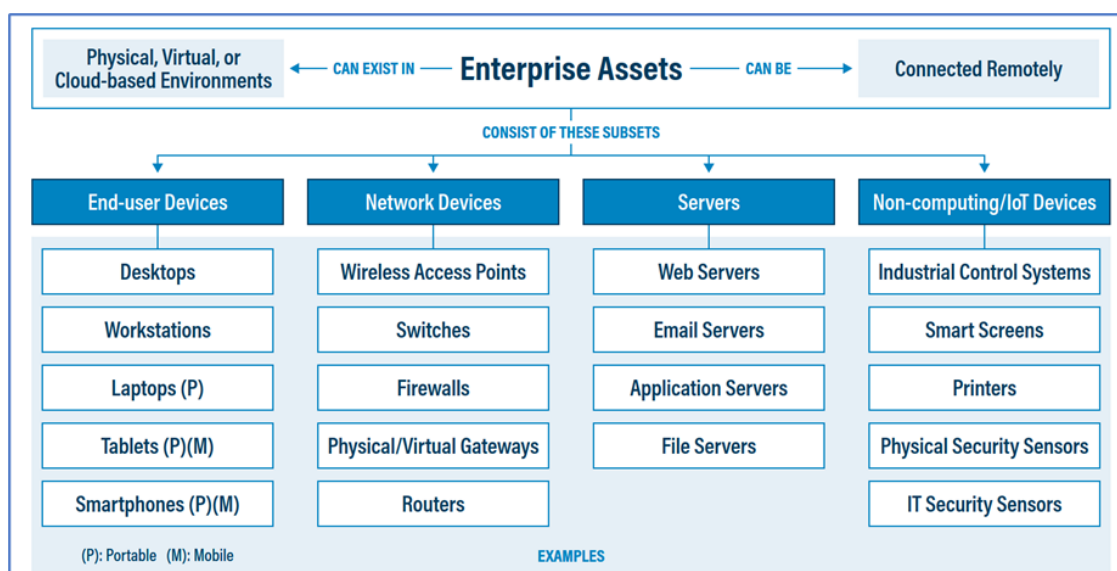 Physical, Virtual, or
Cloud-based Environments
CAN EXIST IN
Enterprise Assets
CAN BE
Connected Remotely
CONSIST OF THESE SUBSETS
End-user Devices
Network Devices
Servers
Non-computing/IoT Devices
Desktops
Wireless Access Points
Web Servers
Industrial Control Systems
Workstations
Switches
Email Servers
Smart Screens
Laptops (P)
Firewalls
Application Servers
Printers
Tablets (P)(M)
Physical/Virtual Gateways
File Servers
Physical Security Sensors
Smartphones (P)(M)
Routers
IT Security Sensors
(P): Portable (M): Mobile
EXAMPLES